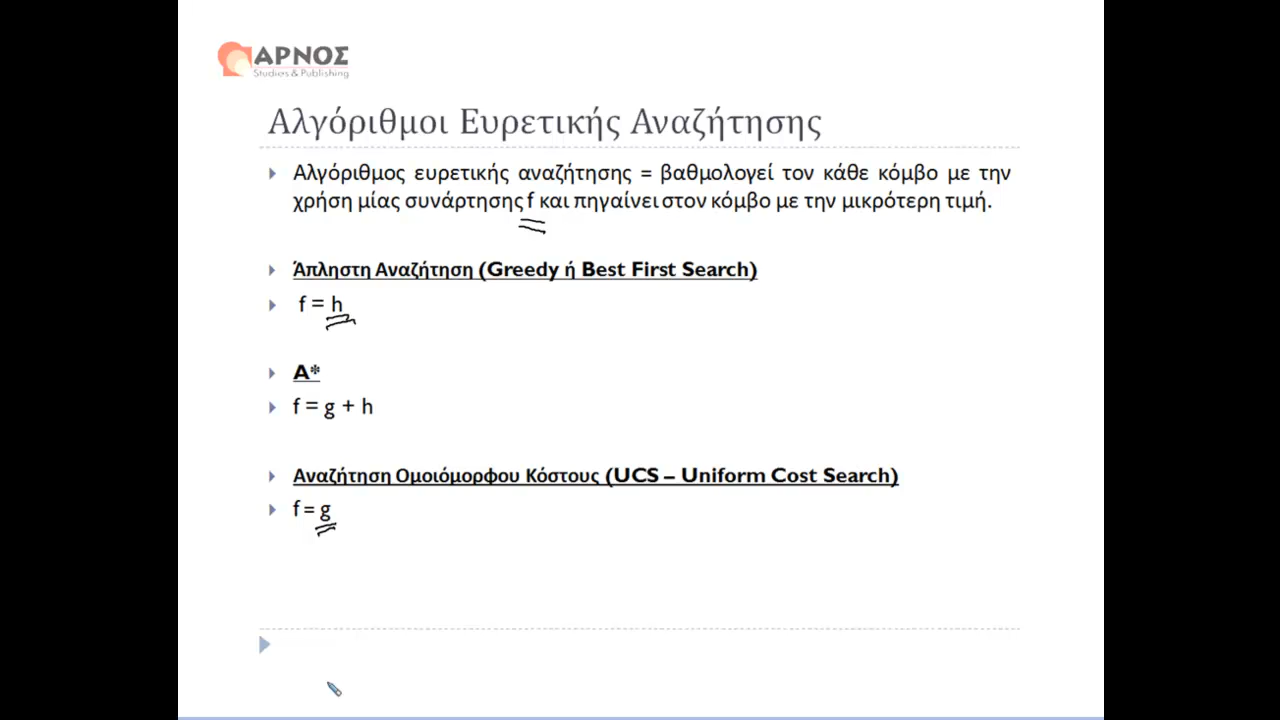 ΑΡΝΟΣ
Studies & Publishing
Αλγόριθμοι Ευρετικής Αναζήτησης
Αλγόριθμος ευρετικής αναζήτησης = βαθμολογεί τον κάθε κόμβο με την
χρήση μίας συνάρτησης f και πηγαίνει στον κόμβο με την μικρότερη τιμή.
Άπληστη Αναζήτηση (Greedy ή Best First Search)
f = h
A*
f = g + h
Αναζήτηση Ομοιόμορφου Κόστους (UCS – Uniform Cost Search)
f = g